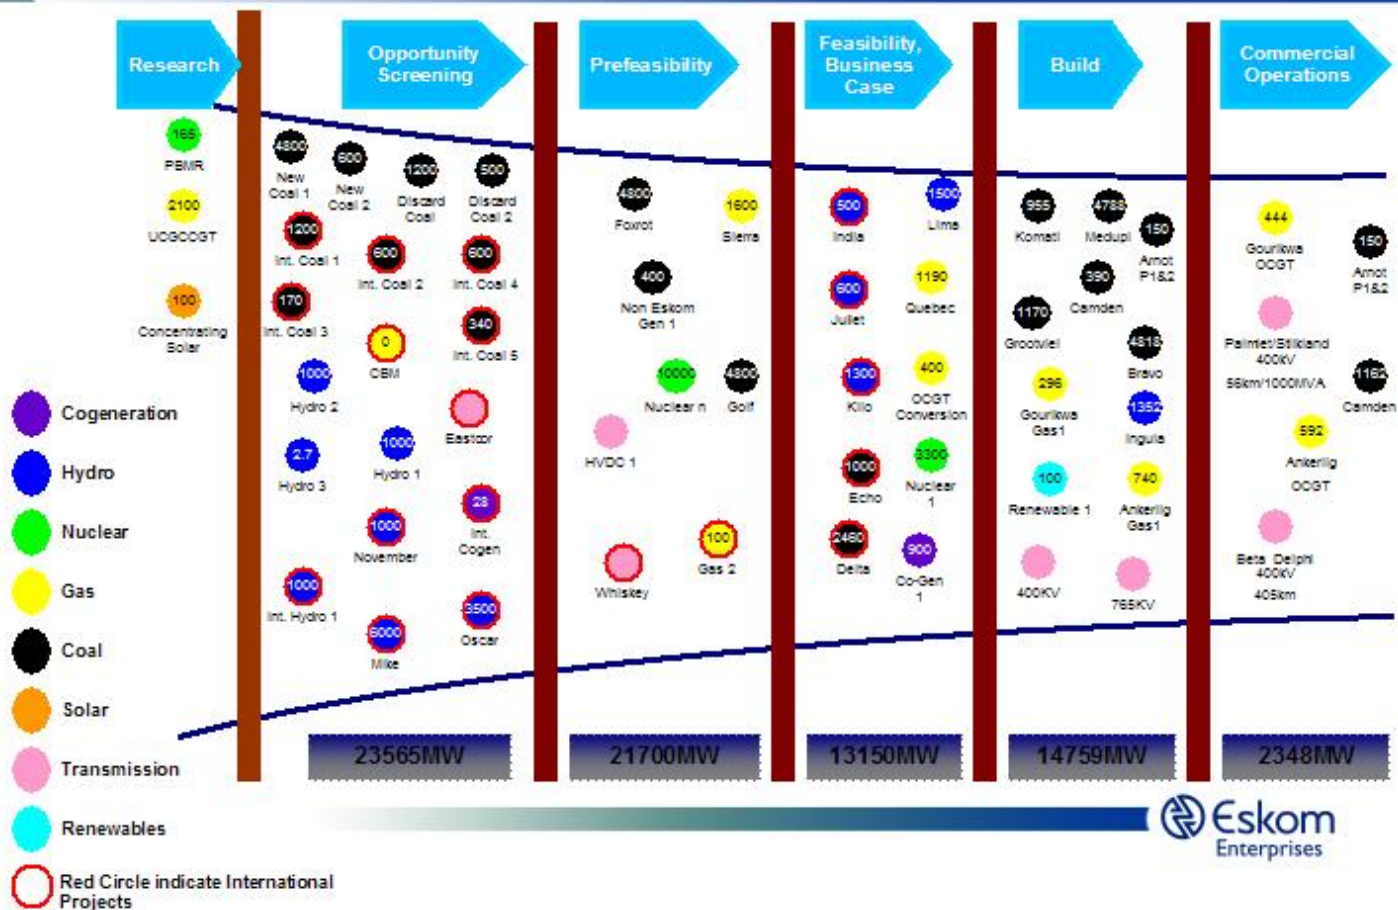 Research
Opportunity
Screening
Prefeasibility
Feasibility,
Business
Case
Build
Commercial
Operations
165
PBMR
2100
UCGCCGT
100
Concentrating
Solar
4800
New
Coal 1
600
New
Coal 2
1200
Discard
Coal
500
Discard
Coal 2
1200
Int. Coal 1
600
Int. Coal 2
600
Int. Coal 4
170
Int. Coal 3
0
CBM
340
Int. Coal 5
1000
Hydro 2
Eastcor
2.7
Hydro 3
1000
Hydro 1
28
Int.
Cogen
1000
November
1000
Int. Hydro 1
6000
Mike
3500
Oscar
4800
Foxrot
1600
Sierra
400
Non Eskom
Gen 1
10000
Nuclear n
4800
Golf
HVDC 1
Whiskey
100
Gas 2
500
India
1500
Lima
600
Juliet
1190
Quebec
1300
Kilo
400
OCGT
Conversion
1000
Echo
3300
Nuclear
1
2460
Delta
900
Co-Gen
1
955
Komati
4788
Medupi
150
Arnot
P1&2
390
Camden
1170
Grootvlei
4818
Bravo
296
Gourikwa
Gas1
1352
Ingula
100
Renewable 1
740
Ankerlig
Gas1
400KV
765KV
444
Gourikwa
OCGT
150
Arnot
P1&2
Palmiet/Stikland
400kV
56km/1000MVA
1162
Camden
592
Ankerlig
OCGT
Beta Delphi
400kV
405km
Cogeneration
Hydro
Nuclear
Gas
Coal
Solar
Transmission
Renewables
Red Circle indicate International
Projects
23565MW
21700MW
13150MW
14759MW
2348MW
Eskom
Enterprises